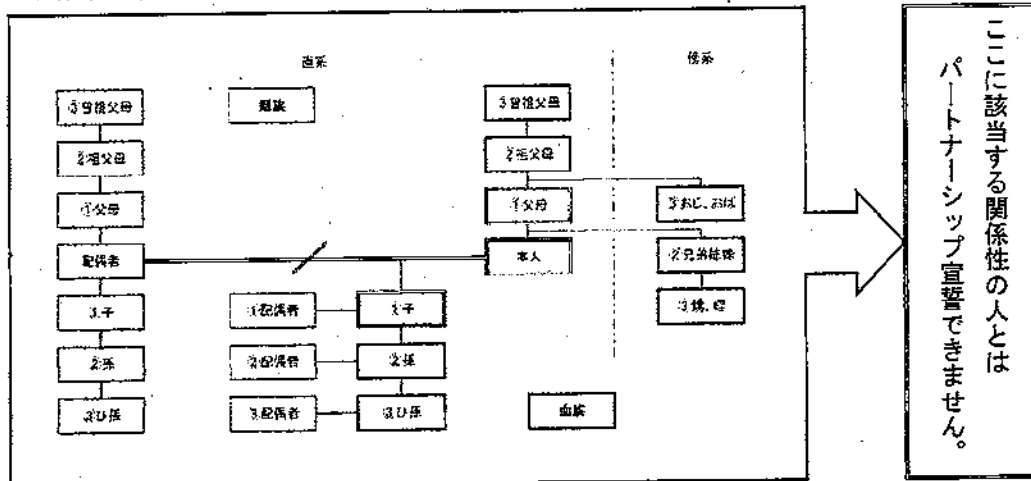 直系
傍系
③曾祖父母
姻族
③曾祖父母
②祖父母
②祖父母
①父母
①父母
③おじ、おば
配偶者
本人
②兄弟姉妹
①子
①配偶者
①子
③甥、姪
②孫
②配偶者
②孫
③ひ孫
③配偶者
③ひ孫
血族
ここに該当する関係性の人とは
パートナーシップ宣誓できません。